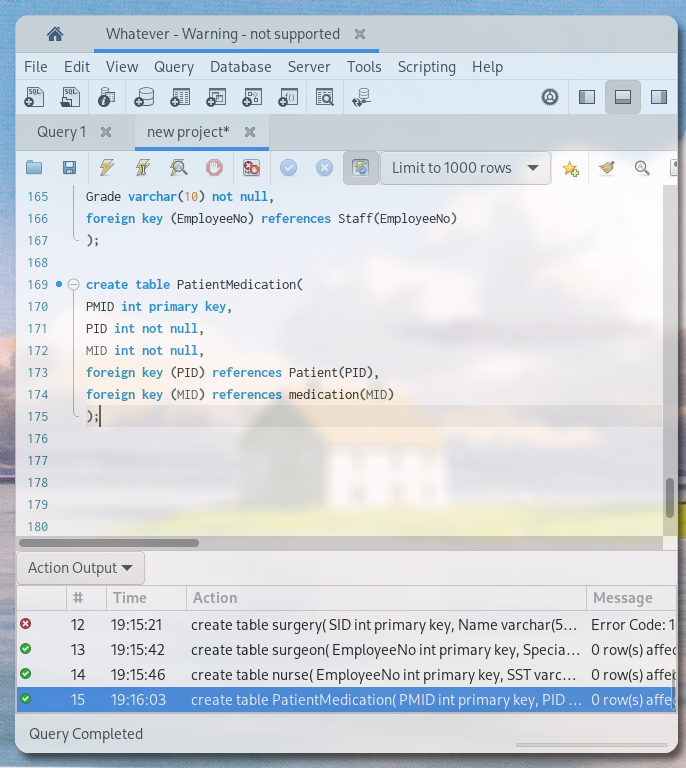 Whatever - Warning - not supported
File Edit View Query Database Server Tools Scripting Help
Query 1 new project*
Limit to 1000 rows
165 Grade varchar(10) not null,
166 foreign key (EmployeeNo) references Staff(EmployeeNo)
167 );
168
169 create table PatientMedication(
170 PMID int primary key,
171 PID int not null,
172 MID int not null,
173 foreign key (PID) references Patient(PID),
174 foreign key (MID) references medication(MID)
175 );
176
177
178
179
180
Action Output
# Time Action Message
12 19:15:21 create table surgery( SID int primary key, Name varchar(5... Error Code: 1
13 19:15:42 create table surgeon( EmployeeNo int primary key, Specia... 0 row(s) affec
14 19:15:46 create table nurse( EmployeeNo int primary key, SST varc... 0 row(s) affec
15 19:16:03 create table PatientMedication( PMID int primary key, PID ... 0 row(s) affec
Query Completed